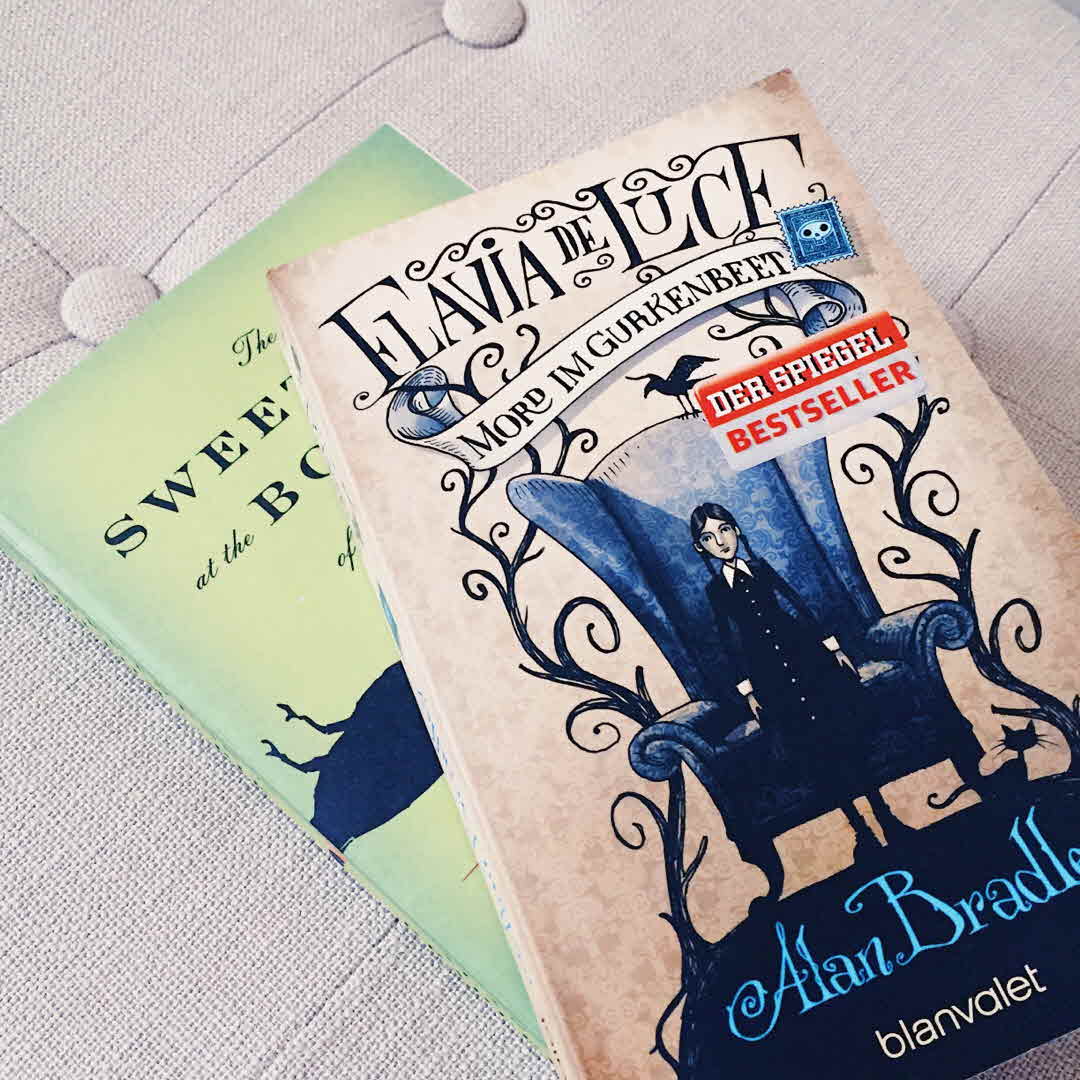 The
SWEET
at the BO
of
FLAVIA DE LUCE
MORD IM GURKENBEET
DER SPIEGEL
BESTSELLER
Alan Bradle
blanvalet